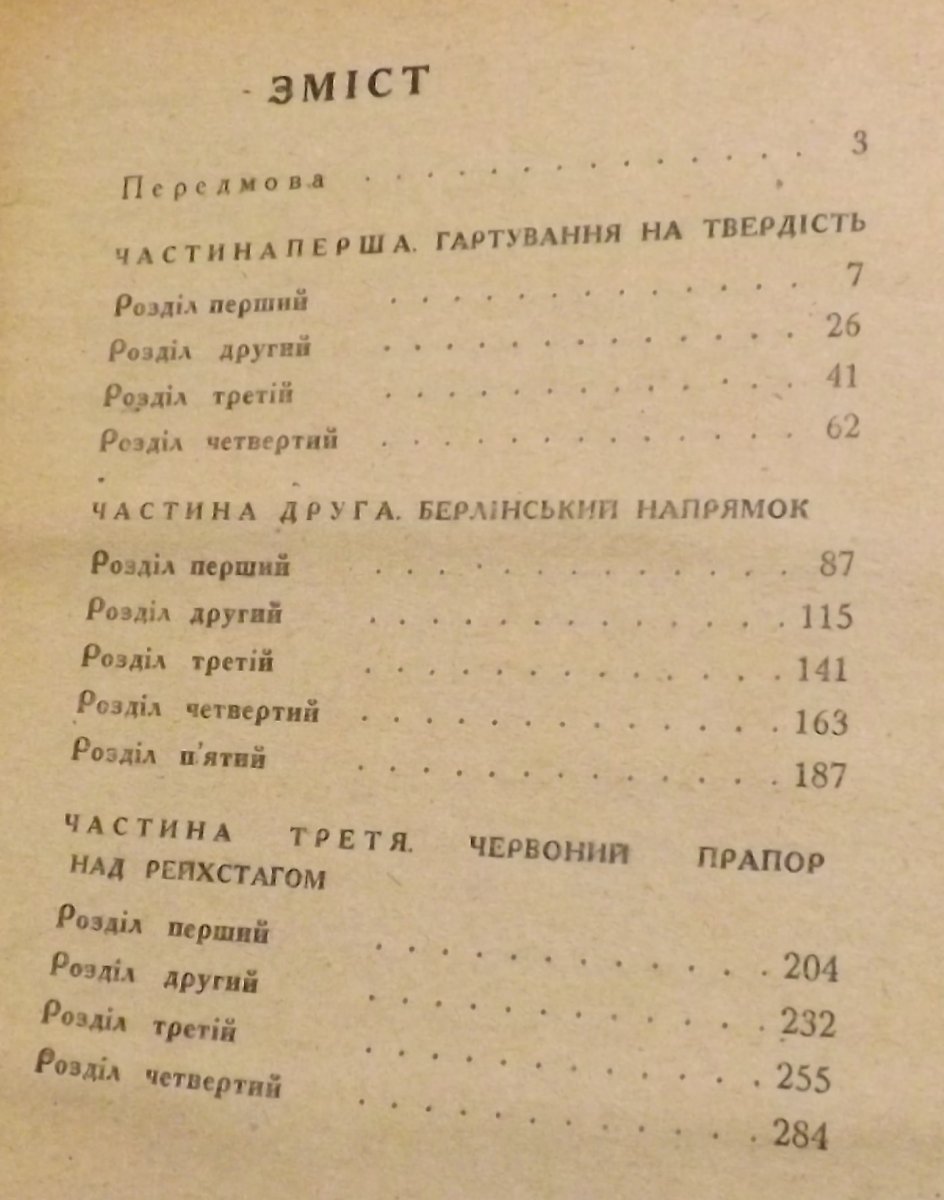 ЗМІСТ
Передмова . . . . . . . . . . . . . . 3
ЧАСТИНА ПЕРША. ГАРТУВАННЯ НА ТВЕРДІСТЬ
Розділ перший . . . . . . . . . . . . . 7
Розділ другий . . . . . . . . . . . . . 26
Розділ третій . . . . . . . . . . . . . 41
Розділ четвертий . . . . . . . . . . . . . 62
ЧАСТИНА ДРУГА. БЕРЛІНСЬКИЙ НАПРЯМОК
Розділ перший . . . . . . . . . . . . . 87
Розділ другий . . . . . . . . . . . . . 115
Розділ третій . . . . . . . . . . . . . 141
Розділ четвертий . . . . . . . . . . . . . 163
Розділ п'ятий . . . . . . . . . . . . . 187
ЧАСТИНА ТРЕТЯ. ЧЕРВОНИЙ ПРАПОР
НАД РЕЙХСТАГОМ
Розділ перший . . . . . . . . . . . . . 204
Розділ другий . . . . . . . . . . . . . 232
Розділ третій . . . . . . . . . . . . . 255
Розділ четвертий . . . . . . . . . . . . . 284